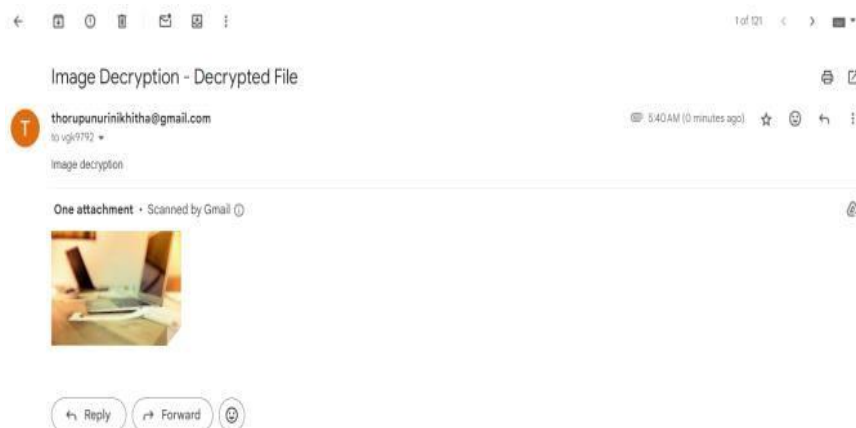 1 of 121
Image Decryption - Decrypted File
T
thorupunurinikhitha@gmail.com
5:40 AM (0 minutes ago)
to vgk9792
Image decryption
One attachment • Scanned by Gmail
Reply
Forward